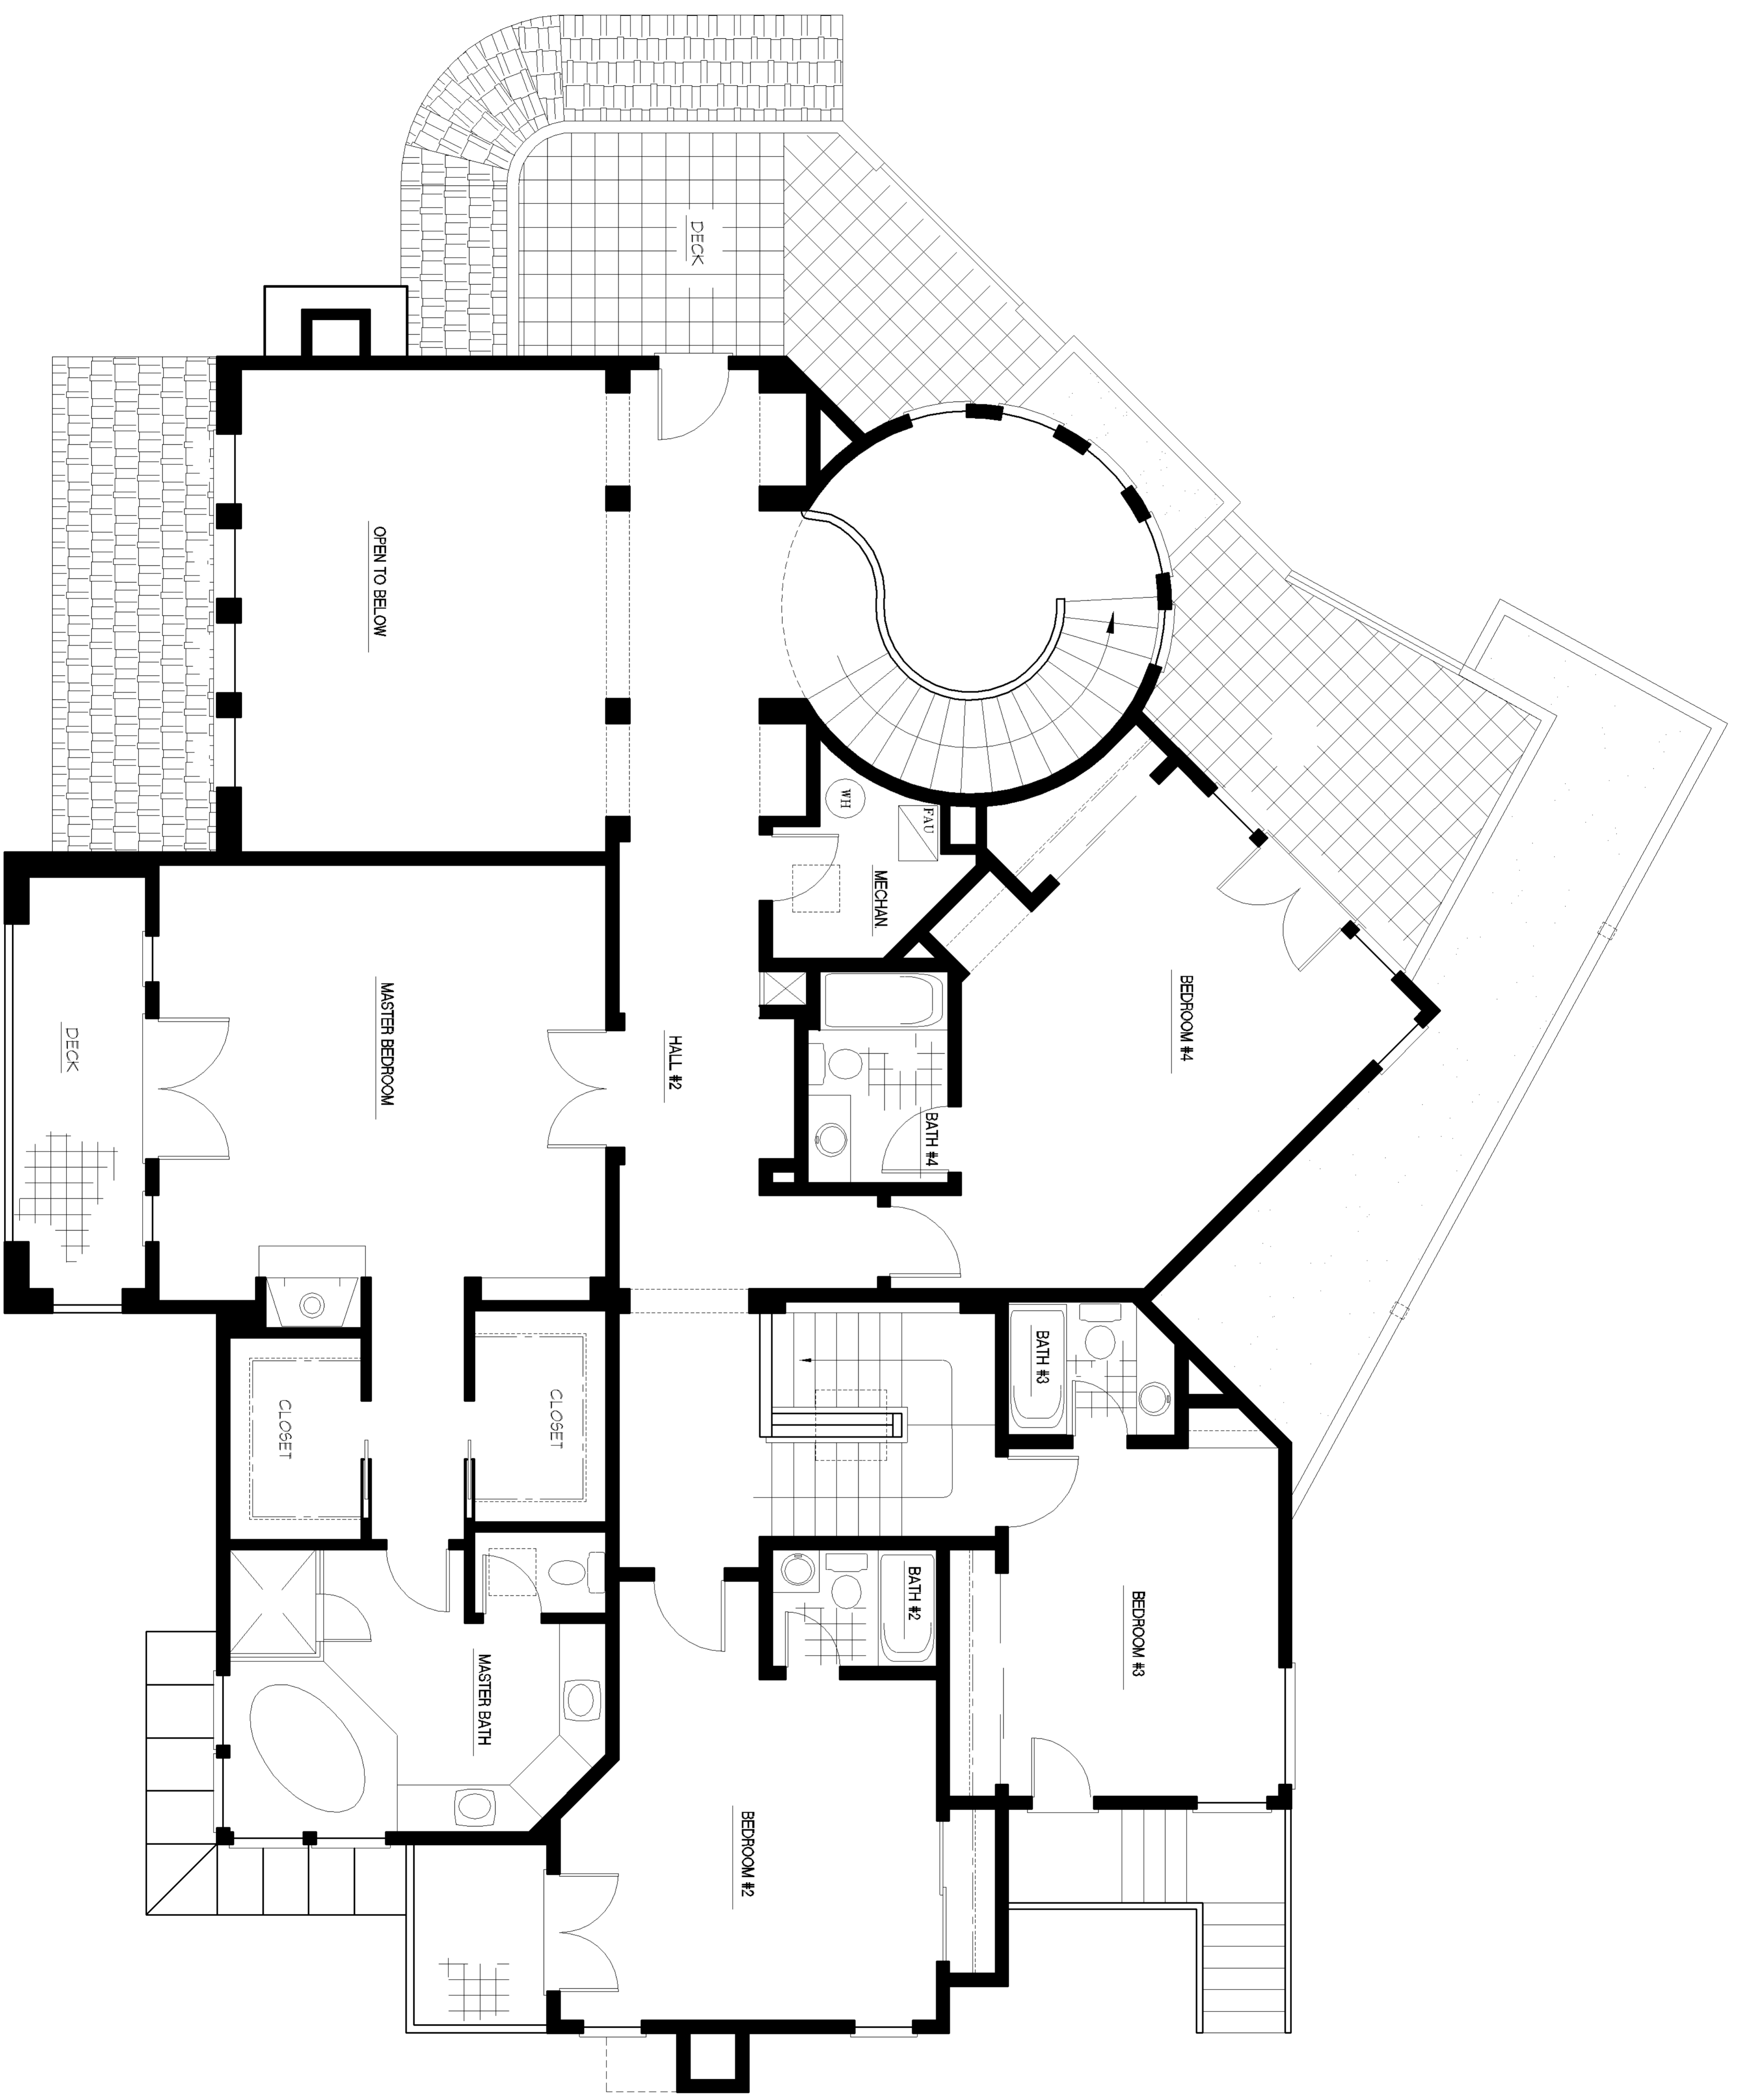 DECK
OPEN TO BELOW
WH
FAU
MECHAN.
BEDROOM #4
MASTER BEDROOM
DECK
HALL #2
BATH #4
BATH #3
CLOSET
CLOSET
BATH #2
BEDROOM #3
MASTER BATH
BEDROOM #2